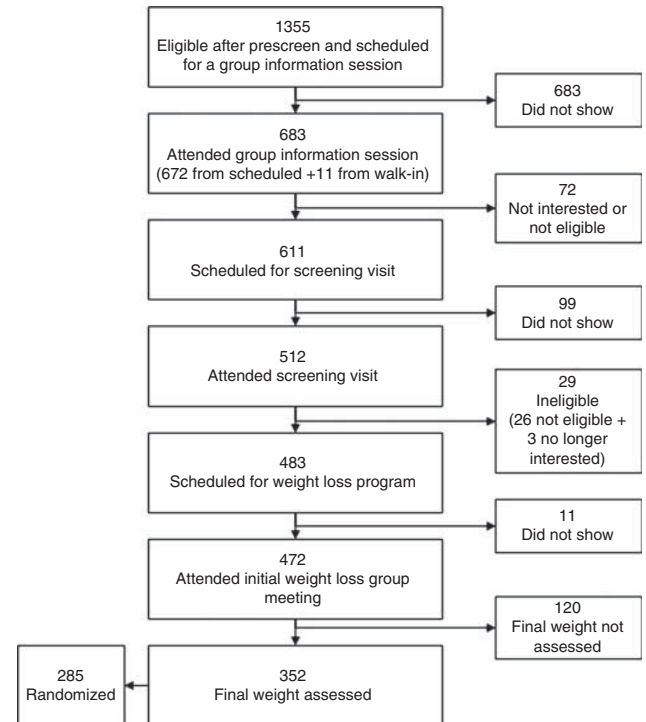 1355
Eligible after prescreen and scheduled
for a group information session
683
Did not show
683
Attended group information session
(672 from scheduled +11 from walk-in)
72
Not interested or
not eligible
611
Scheduled for screening visit
99
Did not show
512
Attended screening visit
29
Ineligible
(26 not eligible +
3 no longer
interested)
483
Scheduled for weight loss program
11
Did not show
472
Attended initial weight loss group
meeting
120
Final weight not
assessed
285
Randomized
352
Final weight assessed